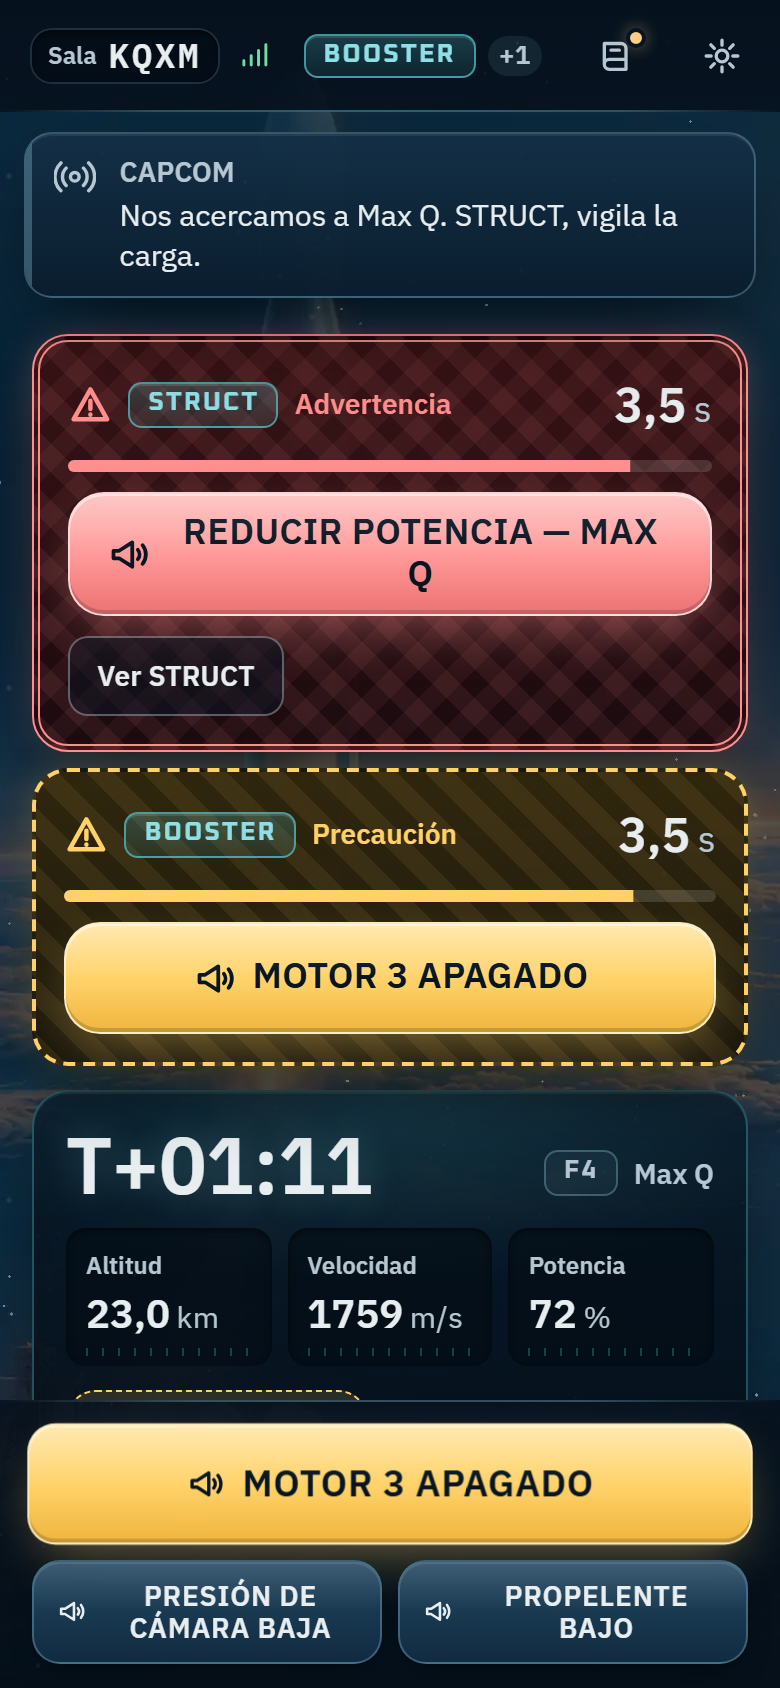 Sala KQXM BOOSTER +1
CAPCOM
Nos acercamos a Max Q. STRUCT, vigila la
carga.
STRUCT Advertencia 3,5 s
REDUCIR POTENCIA — MAX
Q
Ver STRUCT
BOOSTER Precaución 3,5 s
MOTOR 3 APAGADO
T+01:11 F4 Max Q
Altitud Velocidad Potencia
23,0 km 1759 m/s 72 %
MOTOR 3 APAGADO
PRESIÓN DE
CÁMARA BAJA
PROPELENTE
BAJO